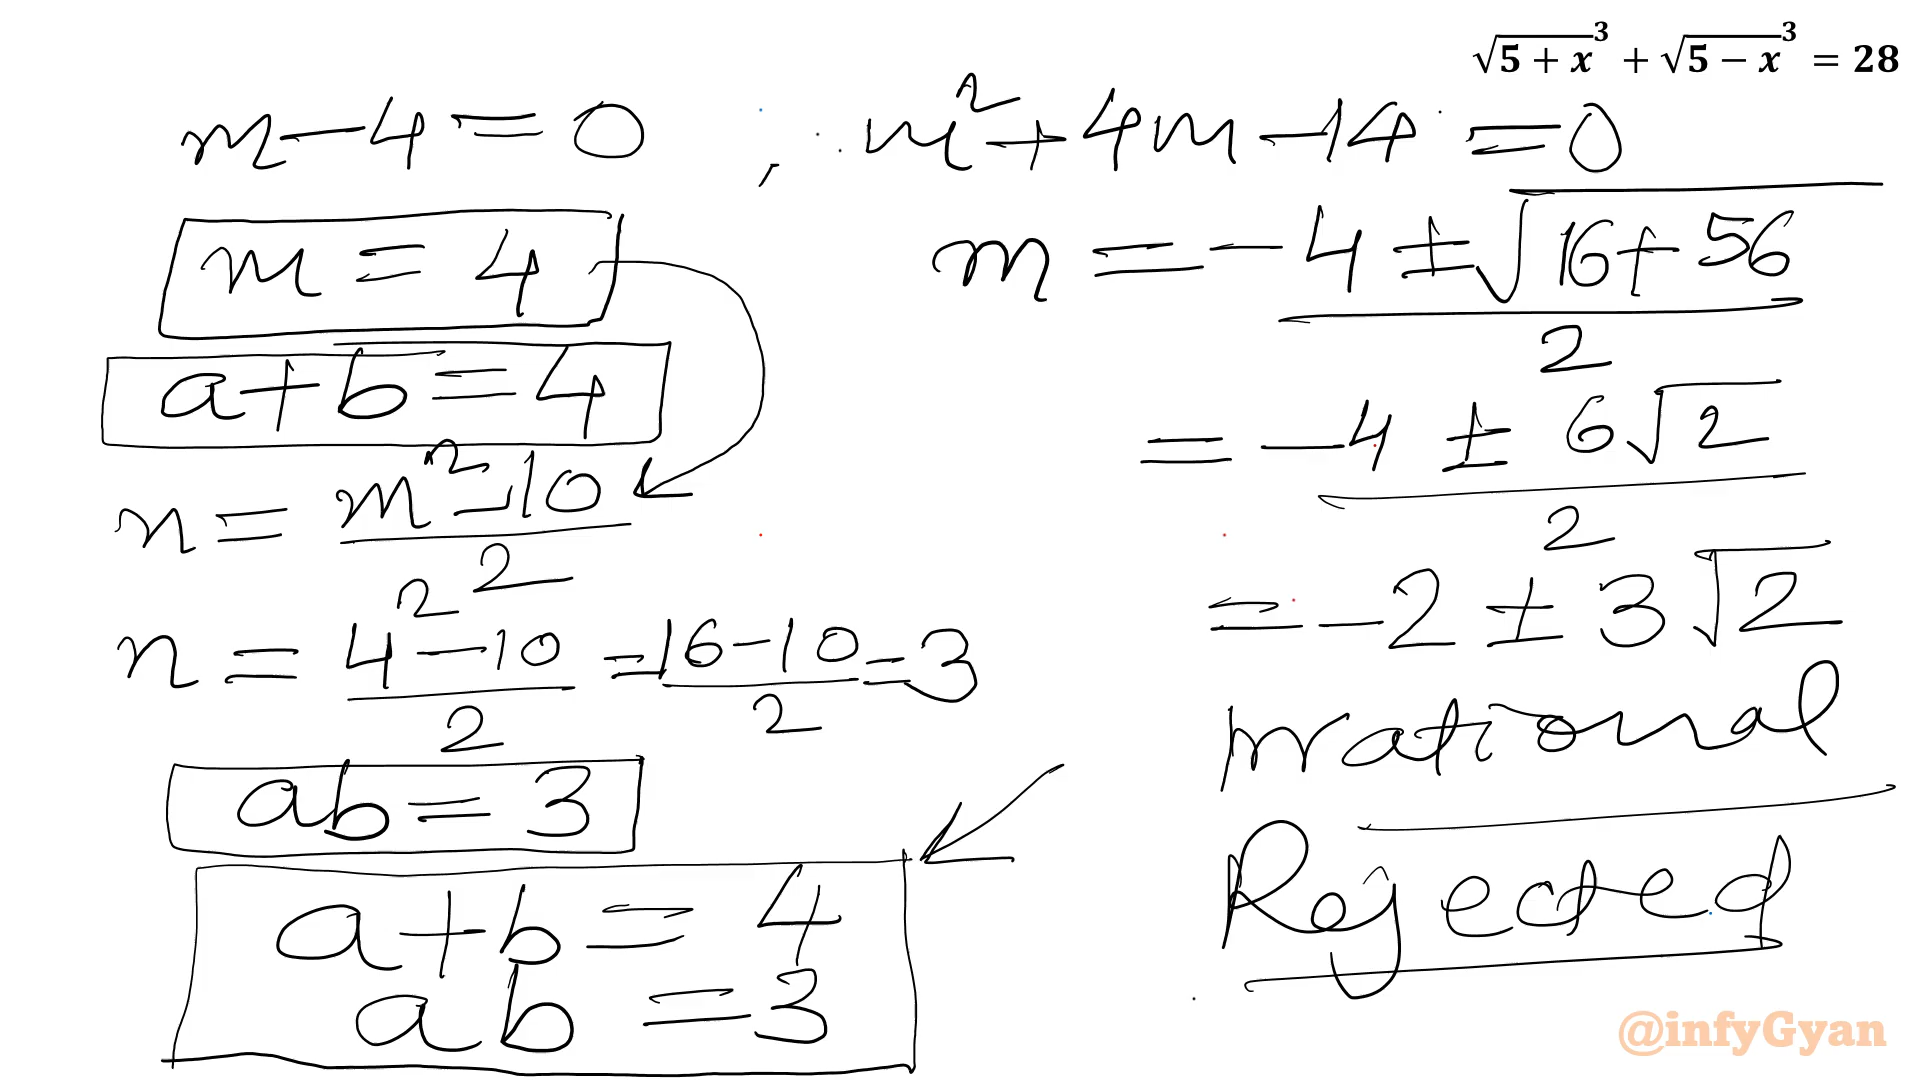 √5 + x³ + √5 − x³ = 28
m − 4 = 0 , m² + 4m − 14 = 0
m = 4
a + b = 4
n = m² − 10 / 2
n = 4² − 10 / 2 = 16 − 10 / 2 = 3
ab = 3
a + b = 4
ab = 3
m = −4 ± √16 + 56 / 2
= −4 ± 6√2 / 2
= −2 ± 3√2
irrational
Rejected
@infyGyan